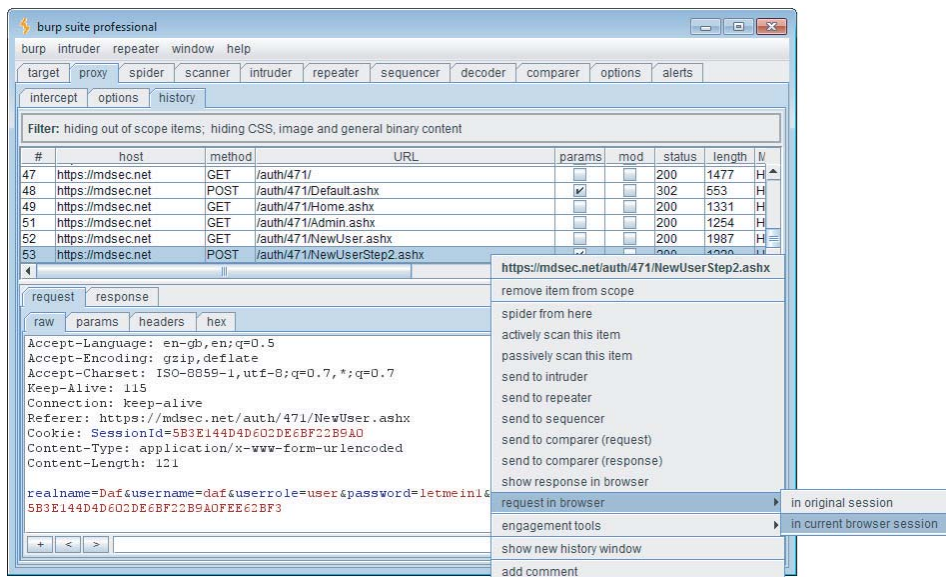 burp suite professional
burp intruder repeater window help
target proxy spider scanner intruder repeater sequencer decoder comparer options alerts
intercept options history
Filter: hiding out of scope items; hiding CSS, image and general binary content
# host method URL params mod status length
47 https://mdsec.net GET /auth/471/ 200 1477 H
48 https://mdsec.net POST /auth/471/Default.ashx 302 553 H
49 https://mdsec.net GET /auth/471/Home.ashx 200 1331 H
51 https://mdsec.net GET /auth/471/Admin.ashx 200 1254 H
52 https://mdsec.net GET /auth/471/NewUser.ashx 200 1987 H
53 https://mdsec.net POST /auth/471/NewUserStep2.ashx
https://mdsec.net/auth/471/NewUserStep2.ashx
remove item from scope
spider from here
actively scan this item
passively scan this item
send to intruder
send to repeater
send to sequencer
send to comparer (request)
send to comparer (response)
show response in browser
request in browser
in original session
in current browser session
engagement tools
show new history window
add comment
request response
raw params headers hex
Accept-Language: en-gb,en;q=0.5
Accept-Encoding: gzip,deflate
Accept-Charset: ISO-8859-1,utf-8;q=0.7,*;q=0.7
Keep-Alive: 115
Connection: keep-alive
Referer: https://mdsec.net/auth/471/NewUser.ashx
Cookie: SessionId=5B3E144D4D602DE6BF22B9A0
Content-Type: application/x-www-form-urlencoded
Content-Length: 121
realname=Daf&username=daf&userrole=user&password=letmein1&
5B3E144D4D602DE6BF22B9A0FEE62BF3
+ < >